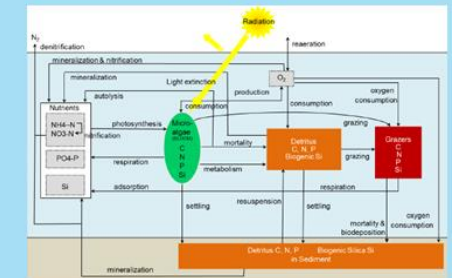 Radiation
N2
denitrification
reaeration
mineralization & nitrification
mineralization
Light extinction
O2
production
oxygen
consumption
autolysis
consumption
consumption
Nutrients
NH4-N
NO3-N
nitrification
photosynthesis
Micro-
algae
C
N
P
Si
grazing
mortality
Detritus
C, N, P
Biogenic Si
Grazers
C
N
P
Si
grazing
PO4-P
respiration
metabolism
Si
adsorption
respiration
settling
resuspension
settling
mortality &
biodeposition
oxygen
consumption
Detritus C, N, P
Biogenic Silica Si
in Sediment
mineralization